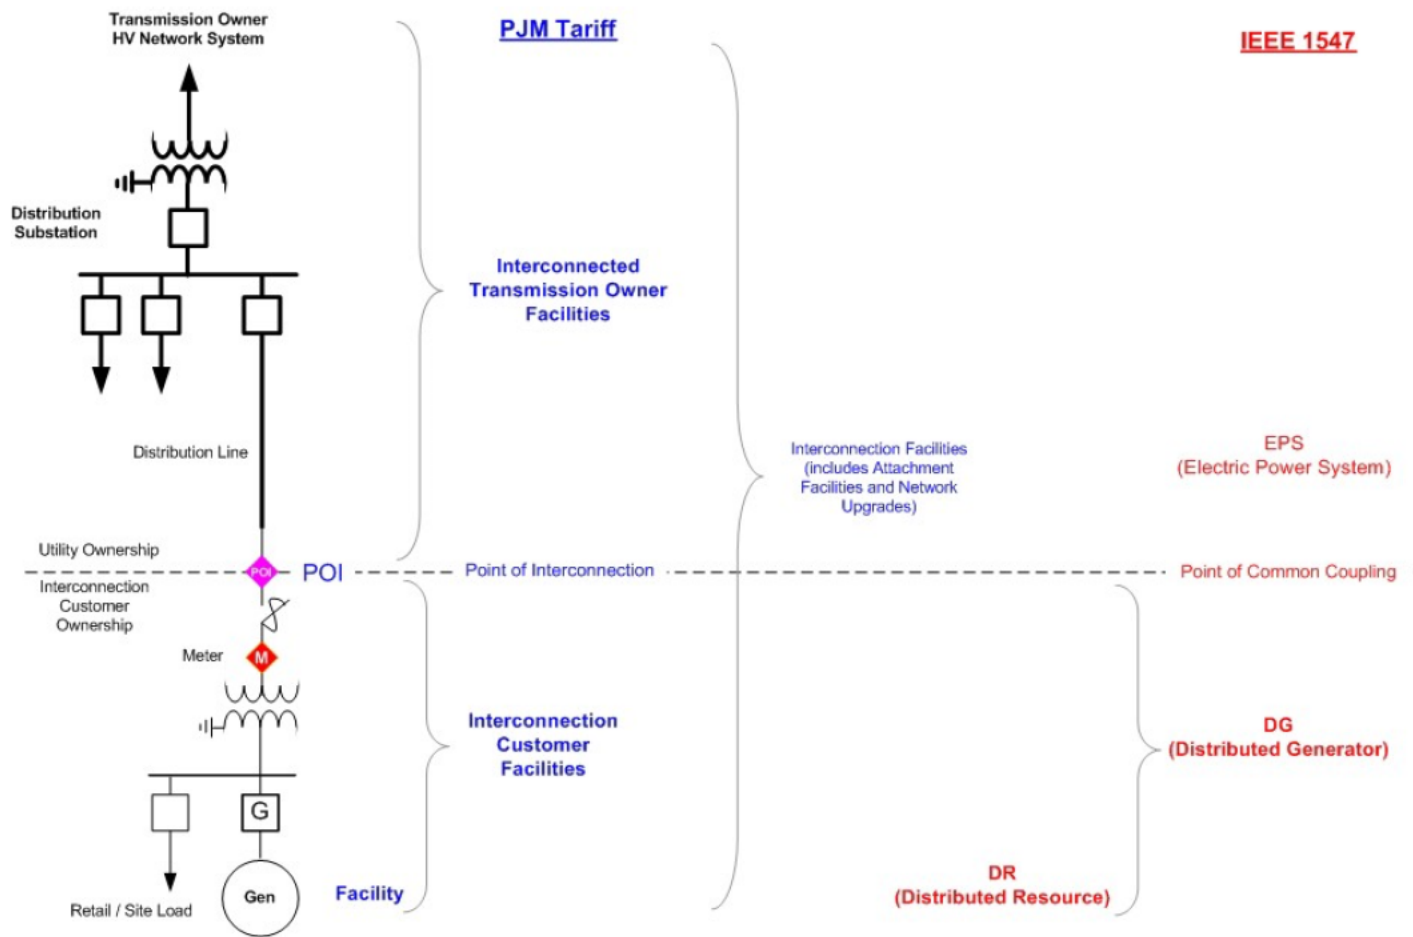 Transmission Owner
HV Network System
PJM Tariff
IEEE 1547
Distribution
Substation
Interconnected
Transmission Owner
Facilities
Distribution Line
Interconnection Facilities
(includes Attachment
Facilities and Network
Upgrades)
EPS
(Electric Power System)
Utility Ownership
POI
POI
Point of Interconnection
Point of Common Coupling
Interconnection
Customer
Ownership
Meter
M
Interconnection
Customer
Facilities
DG
(Distributed Generator)
G
Gen
Facility
DR
(Distributed Resource)
Retail / Site Load